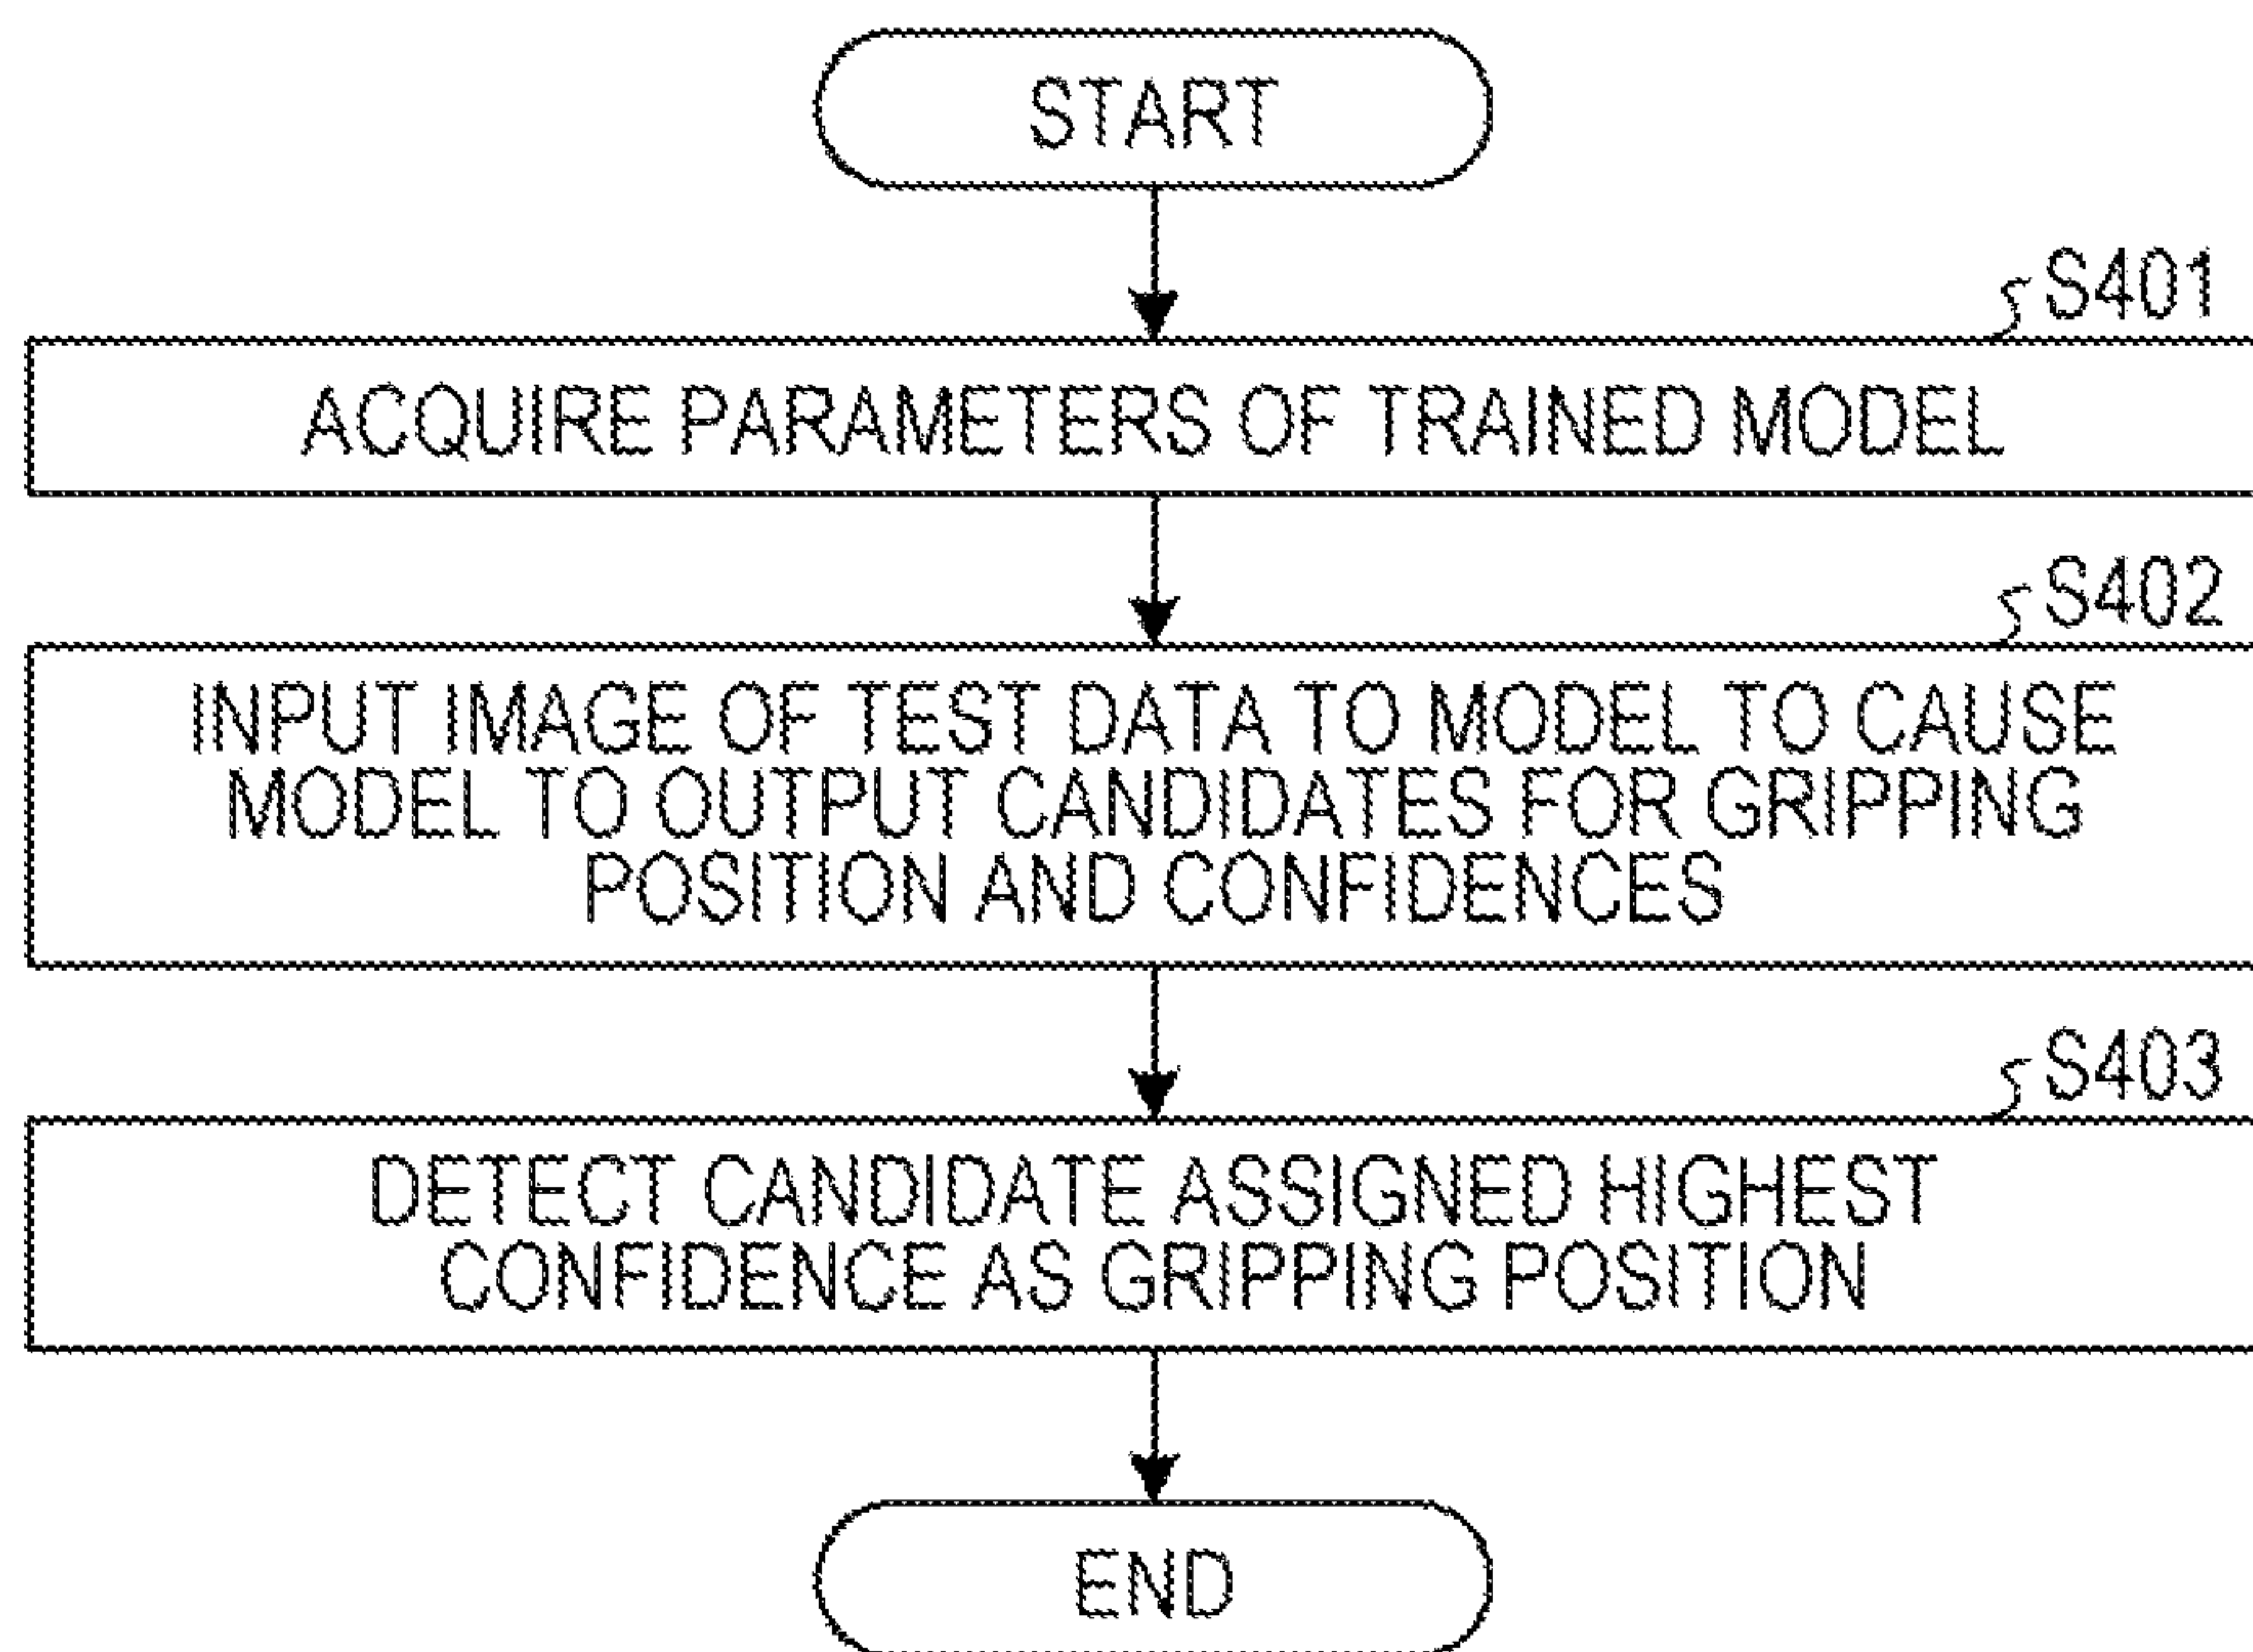 START
S401
ACQUIRE PARAMETERS OF TRAINED MODEL
S402
INPUT IMAGE OF TEST DATA TO MODEL TO CAUSE
MODEL TO OUTPUT CANDIDATES FOR GRIPPING
POSITION AND CONFIDENCES
S403
DETECT CANDIDATE ASSIGNED HIGHEST
CONFIDENCE AS GRIPPING POSITION
END